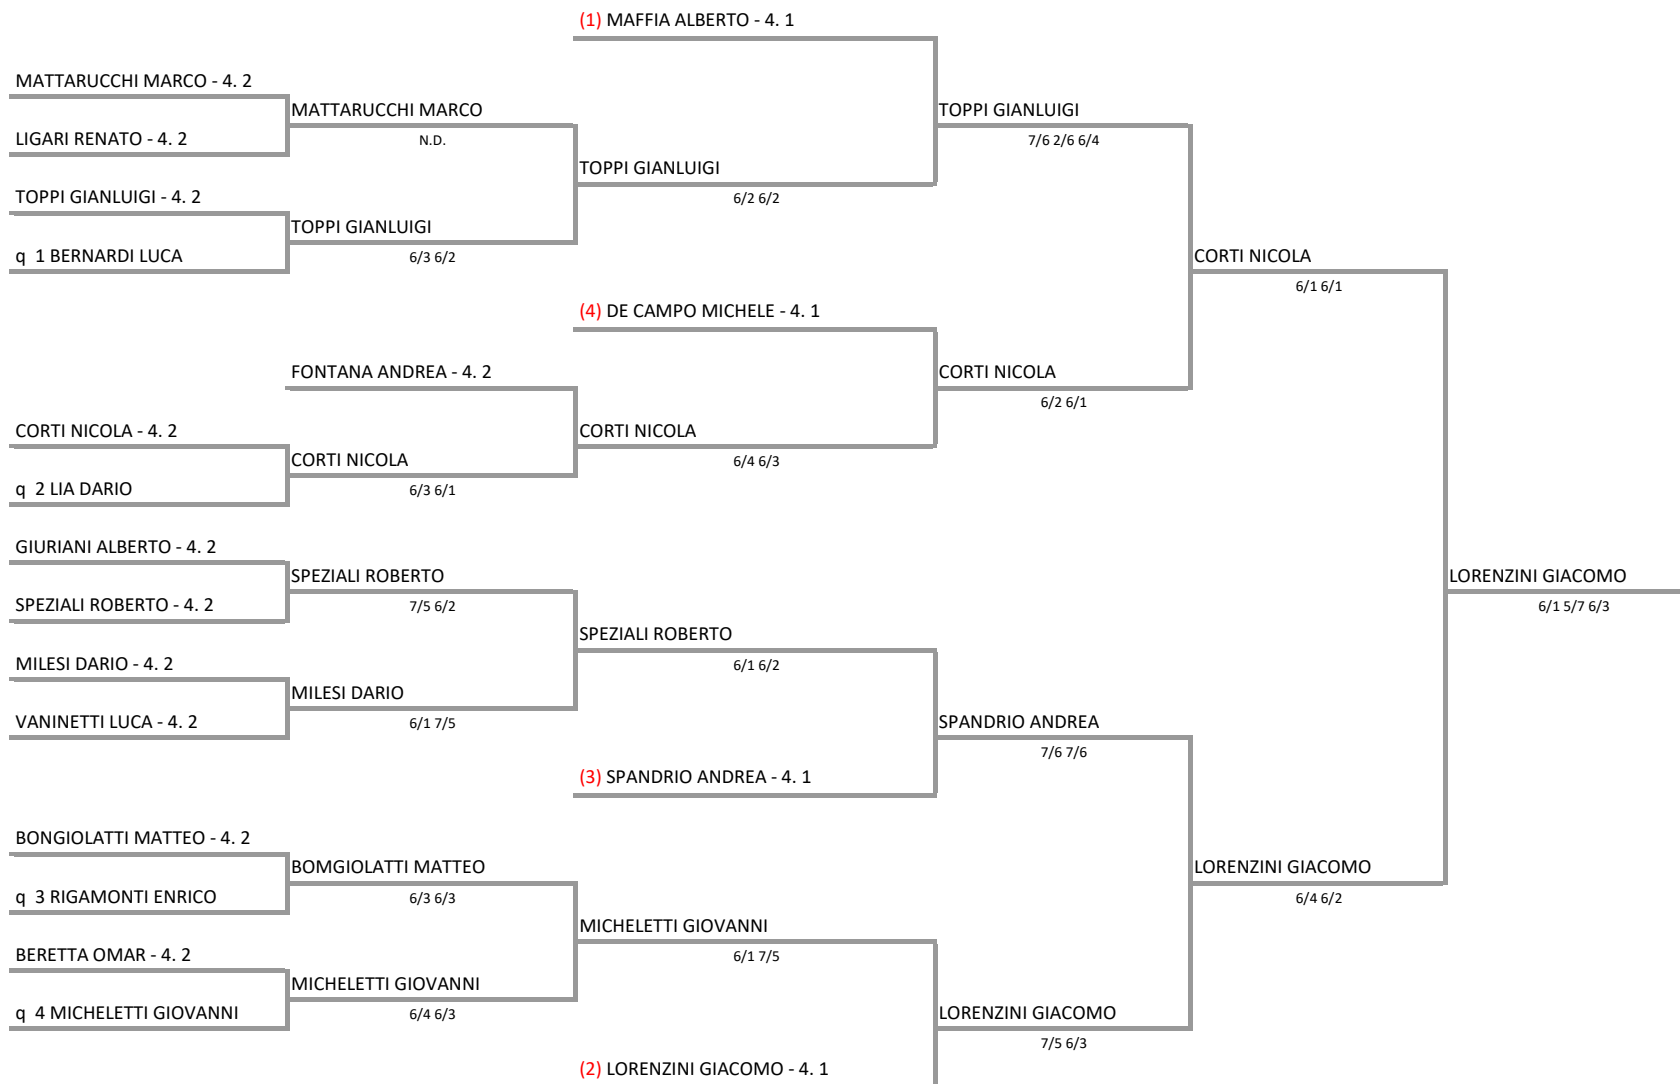 (1) MAFFIA ALBERTO - 4. 1
MATTARUCCHI MARCO - 4. 2
MATTARUCCHI MARCO
TOPPI GIANLUIGI
LIGARI RENATO - 4. 2
N.D.
7/6 2/6 6/4
TOPPI GIANLUIGI
TOPPI GIANLUIGI - 4. 2
6/2 6/2
TOPPI GIANLUIGI
q 1 BERNARDI LUCA
6/3 6/2
CORTI NICOLA
6/1 6/1
(4) DE CAMPO MICHELE - 4. 1
FONTANA ANDREA - 4. 2
CORTI NICOLA
6/2 6/1
CORTI NICOLA - 4. 2
CORTI NICOLA
CORTI NICOLA
6/4 6/3
q 2 LIA DARIO
6/3 6/1
GIURIANI ALBERTO - 4. 2
SPEZIALI ROBERTO
LORENZINI GIACOMO
SPEZIALI ROBERTO - 4. 2
7/5 6/2
6/1 5/7 6/3
SPEZIALI ROBERTO
MILESI DARIO - 4. 2
6/1 6/2
MILESI DARIO
VANINETTI LUCA - 4. 2
6/1 7/5
SPANDRIO ANDREA
7/6 7/6
(3) SPANDRIO ANDREA - 4. 1
BONGIOLATTI MATTEO - 4. 2
BOMGIOLATTI MATTEO
LORENZINI GIACOMO
q 3 RIGAMONTI ENRICO
6/3 6/3
6/4 6/2
MICHELETTI GIOVANNI
BERETTA OMAR - 4. 2
6/1 7/5
MICHELETTI GIOVANNI
q 4 MICHELETTI GIOVANNI
6/4 6/3
LORENZINI GIACOMO
7/5 6/3
(2) LORENZINI GIACOMO - 4. 1